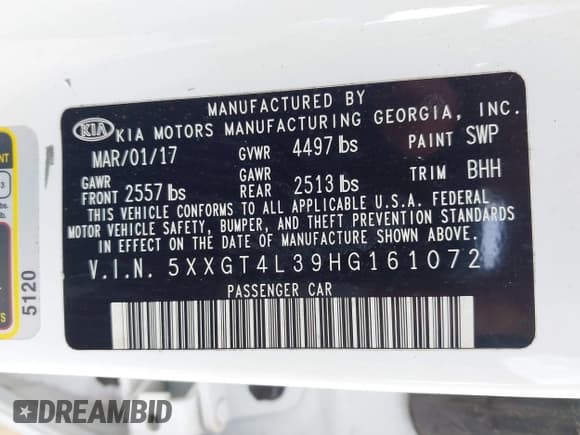 MANUFACTURED BY
KIA KIA MOTORS MANUFACTURING GEORGIA, INC.
MAR/01/17 GVWR 4497 lbs PAINT SWP
GAWR FRONT 2557 lbs GAWR REAR 2513 lbs TRIM BHH
THIS VEHICLE CONFORMS TO ALL APPLICABLE U.S.A. FEDERAL
MOTOR VEHICLE SAFETY, BUMPER, AND THEFT PREVENTION STANDARDS
IN EFFECT ON THE DATE OF MANUFACTURE SHOWN ABOVE.
V.I.N. 5XXGT4L39HG161072
PASSENGER CAR
5120
DREAMBID